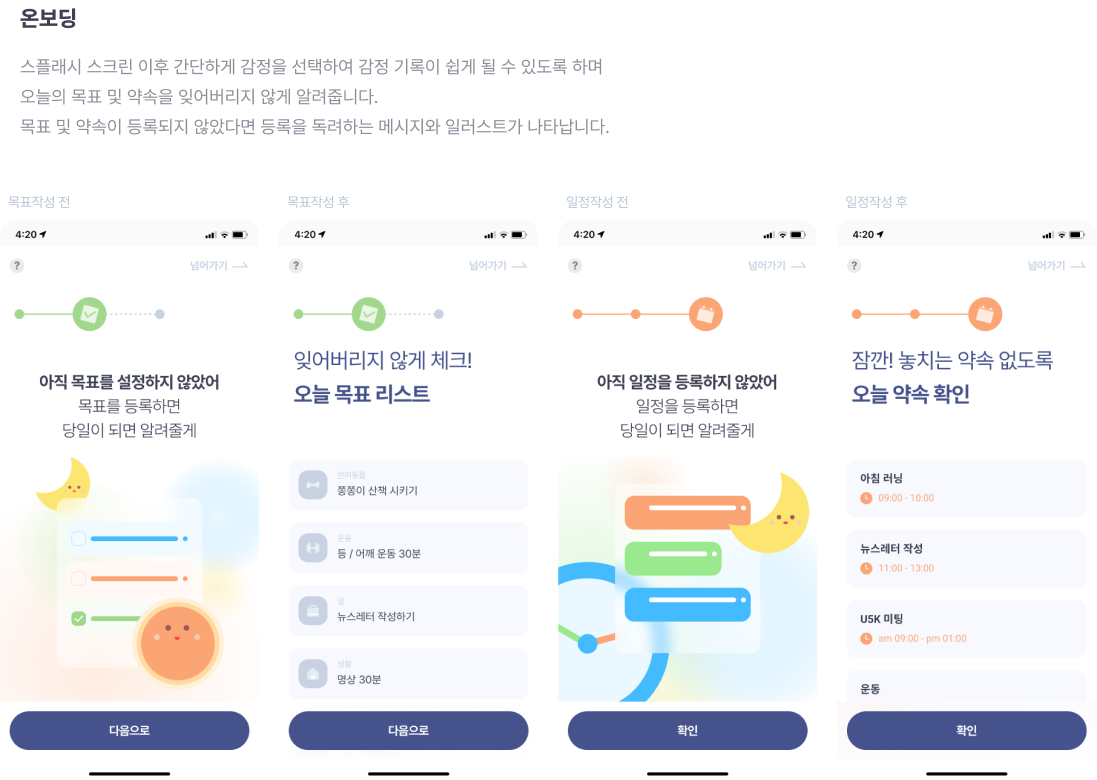 온보딩
스플래시 스크린 이후 간단하게 감정을 선택하여 감정 기록이 쉽게 될 수 있도록 하며
오늘의 목표 및 약속을 잊어버리지 않게 알려줍니다.
목표 및 약속이 등록되지 않았다면 등록을 독려하는 메시지와 일러스트가 나타납니다.
목표작성 전
4:20
?
넘어가기
아직 목표를 설정하지 않았어
목표를 등록하면
당일이 되면 알려줄게
다음으로
목표작성 후
4:20
?
넘어가기
잊어버리지 않게 체크!
오늘 목표 리스트
반려동물
쫑쫑이 산책 시키기
운동
등 / 어깨 운동 30분
일
뉴스레터 작성하기
생활
명상 30분
다음으로
일정작성 전
4:20
?
넘어가기
아직 일정을 등록하지 않았어
일정을 등록하면
당일이 되면 알려줄게
확인
일정작성 후
4:20
?
넘어가기
잠깐! 놓치는 약속 없도록
오늘 약속 확인
아침 러닝
09:00 - 10:00
뉴스레터 작성
11:00 - 13:00
U5K 미팅
am 09:00 - pm 01:00
운동
확인